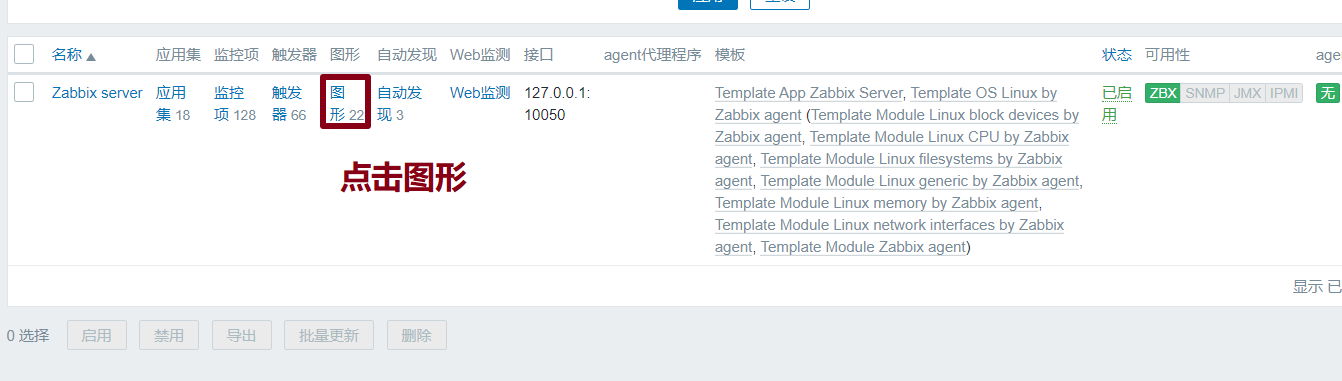 名称 应用集 监控项 触发器 图形 自动发现 Web监测 接口 agent代理程序 模板 状态 可用性
Zabbix server 应用 监控 触发 图 自动发 Web监测 127.0.0.1: Template App Zabbix Server, Template OS Linux by 已启 ZBX SNMP JMX IPMI 无
集 18 项 128 器 66 形 22 现 3 10050 Zabbix agent (Template Module Linux block devices by 用
Zabbix agent, Template Module Linux CPU by Zabbix
agent, Template Module Linux filesystems by Zabbix
点击图形
agent, Template Module Linux generic by Zabbix agent,
Template Module Linux memory by Zabbix agent,
Template Module Linux network interfaces by Zabbix
agent, Template Module Zabbix agent)
显示 已
0 选择 启用 禁用 导出 批量更新 删除